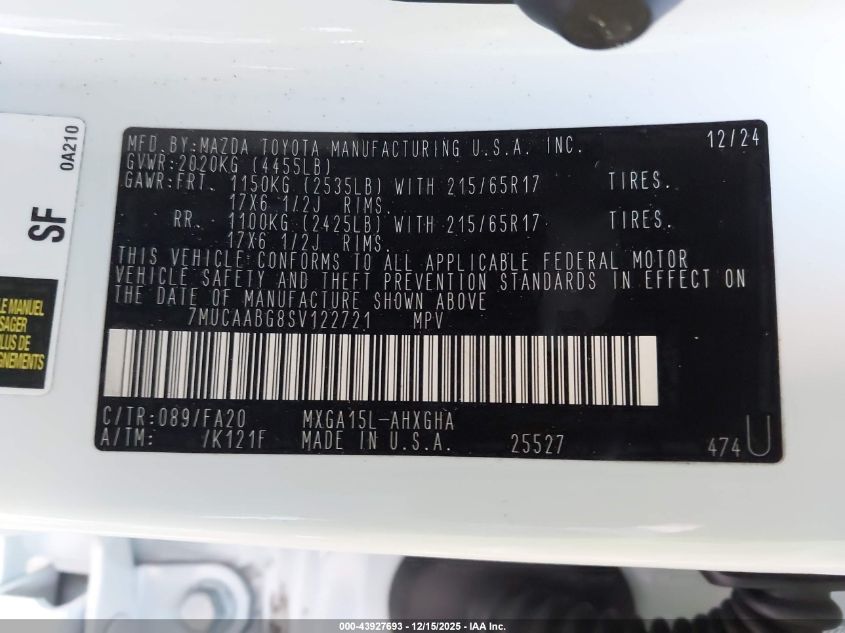 0A210
SF
LE MANUEL
SAGER
PLUS DE
IGNEMENTS
MFD.BY:MAZDA TOYOTA MANUFACTURING U.S.A. INC. 12/24
GVWR:2020KG (4455LB)
GAWR:FRT. 1150KG (2535LB) WITH 215/65R17 TIRES.
17X6 1/2J RIMS.
RR. 1100KG (2425LB) WITH 215/65R17 TIRES.
17X6 1/2J RIMS.
THIS VEHICLE CONFORMS TO ALL APPLICABLE FEDERAL MOTOR
VEHICLE SAFETY AND THEFT PREVENTION STANDARDS IN EFFECT ON
THE DATE OF MANUFACTURE SHOWN ABOVE
7MUCAABG8SV122721 MPV
C/TR:089/FA20 MXGA15L-AHXGHA
A/TM: /K121F MADE IN U.S.A. 25527 474U
000-43927693 - 12/15/2025 - IAA Inc.